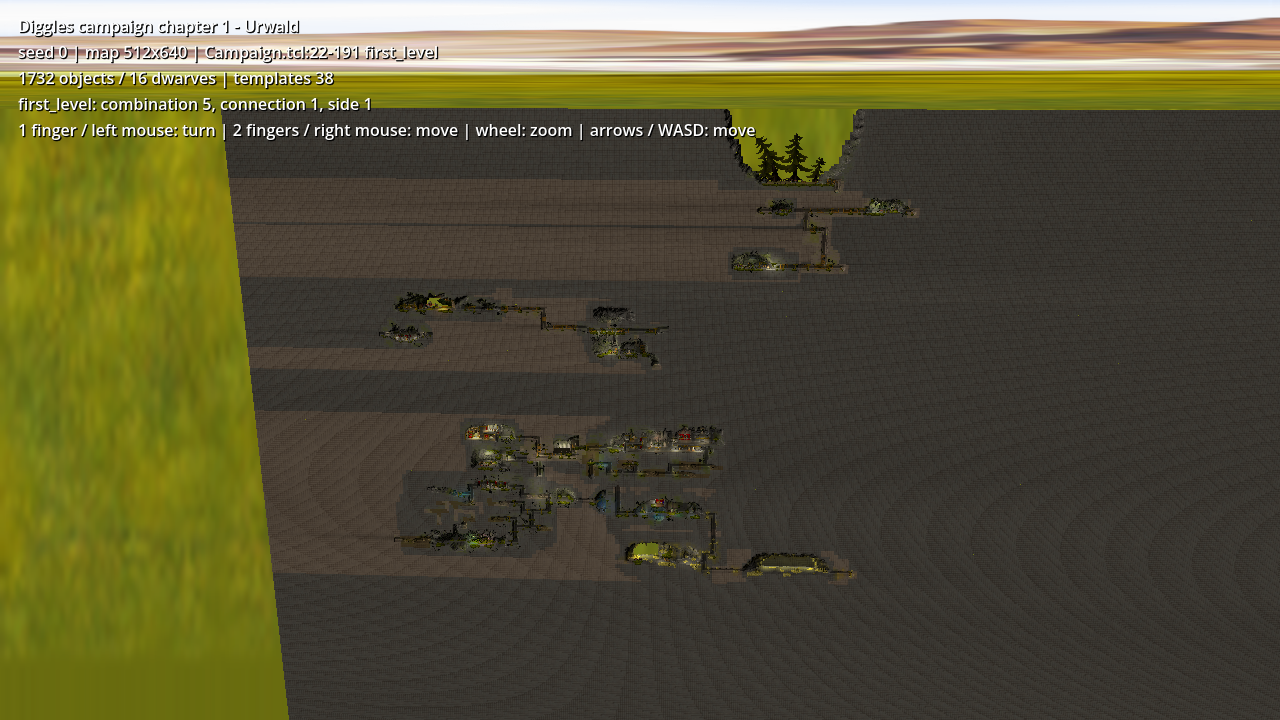 Diggles campaign chapter 1 - Urwald
seed 0 | map 512x640 | Campaign.tcl:22-191 first_level
1732 objects / 16 dwarves | templates 38
first_level: combination 5, connection 1, side 1
1 finger / left mouse: turn | 2 fingers / right mouse: move | wheel: zoom | arrows / WASD: move